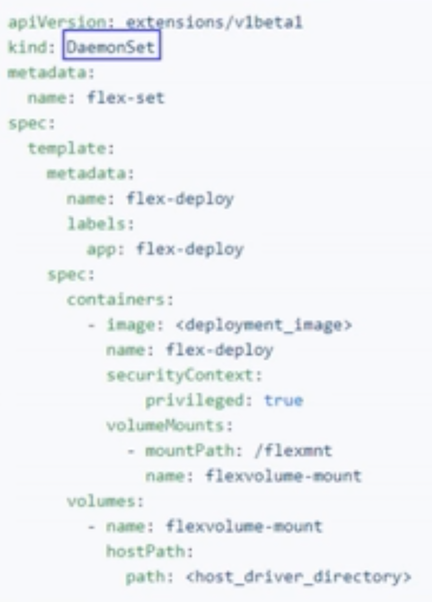 apiVersion: extensions/v1beta1
kind: DaemonSet
metadata:
  name: flex-set
spec:
  template:
    metadata:
      name: flex-deploy
      labels:
        app: flex-deploy
    spec:
      containers:
        - image: <deployment_image>
          name: flex-deploy
          securityContext:
              privileged: true
          volumeMounts:
            - mountPath: /flexmnt
              name: flexvolume-mount
      volumes:
        - name: flexvolume-mount
          hostPath:
            path: <host_driver_directory>